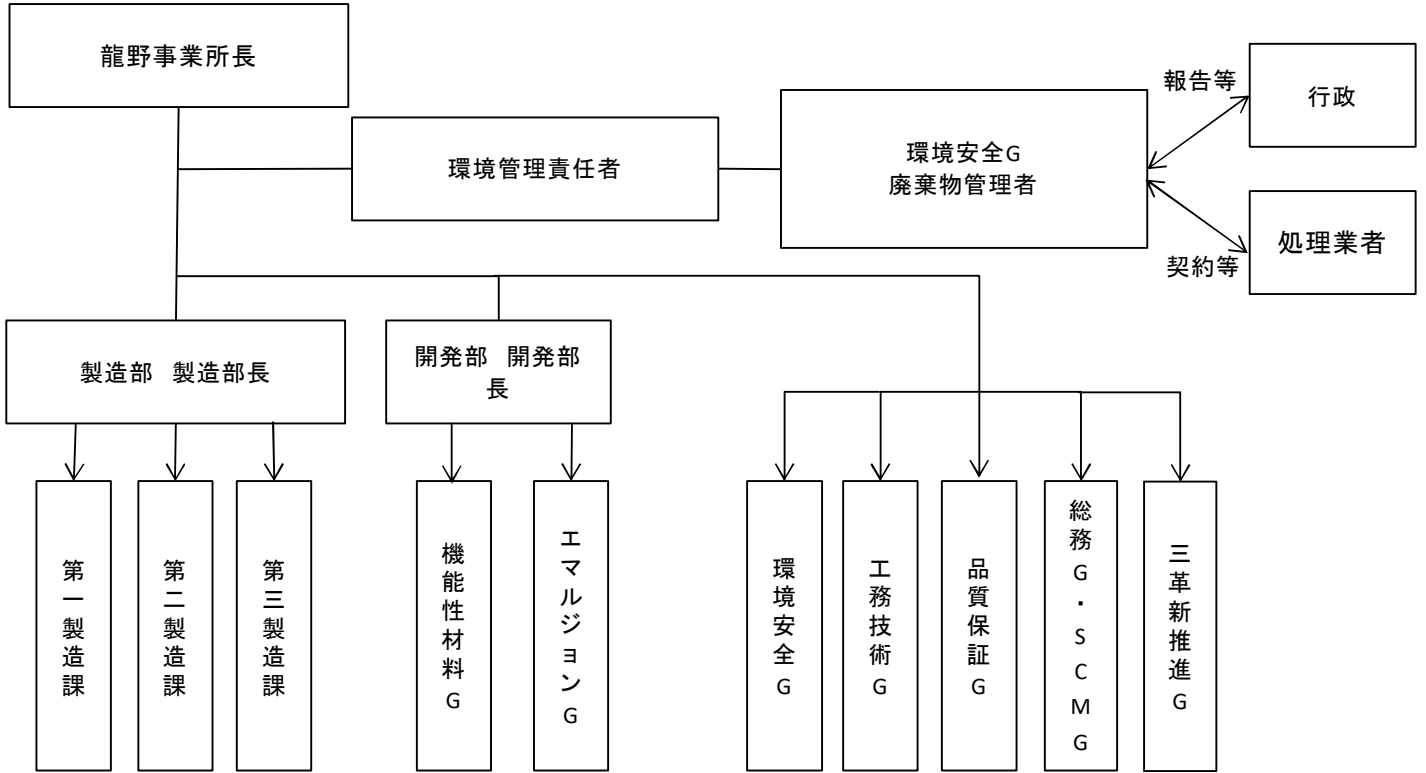 龍野事業所長
環境管理責任者
環境安全G
廃棄物管理者
報告等
行政
処理業者
契約等
製造部　製造部長
開発部　開発部
長
第一製造課
第二製造課
第三製造課
機能性材料G
エマルジョンG
環境安全G
工務技術G
品質保証G
総務G・SCMG
三革新推進G